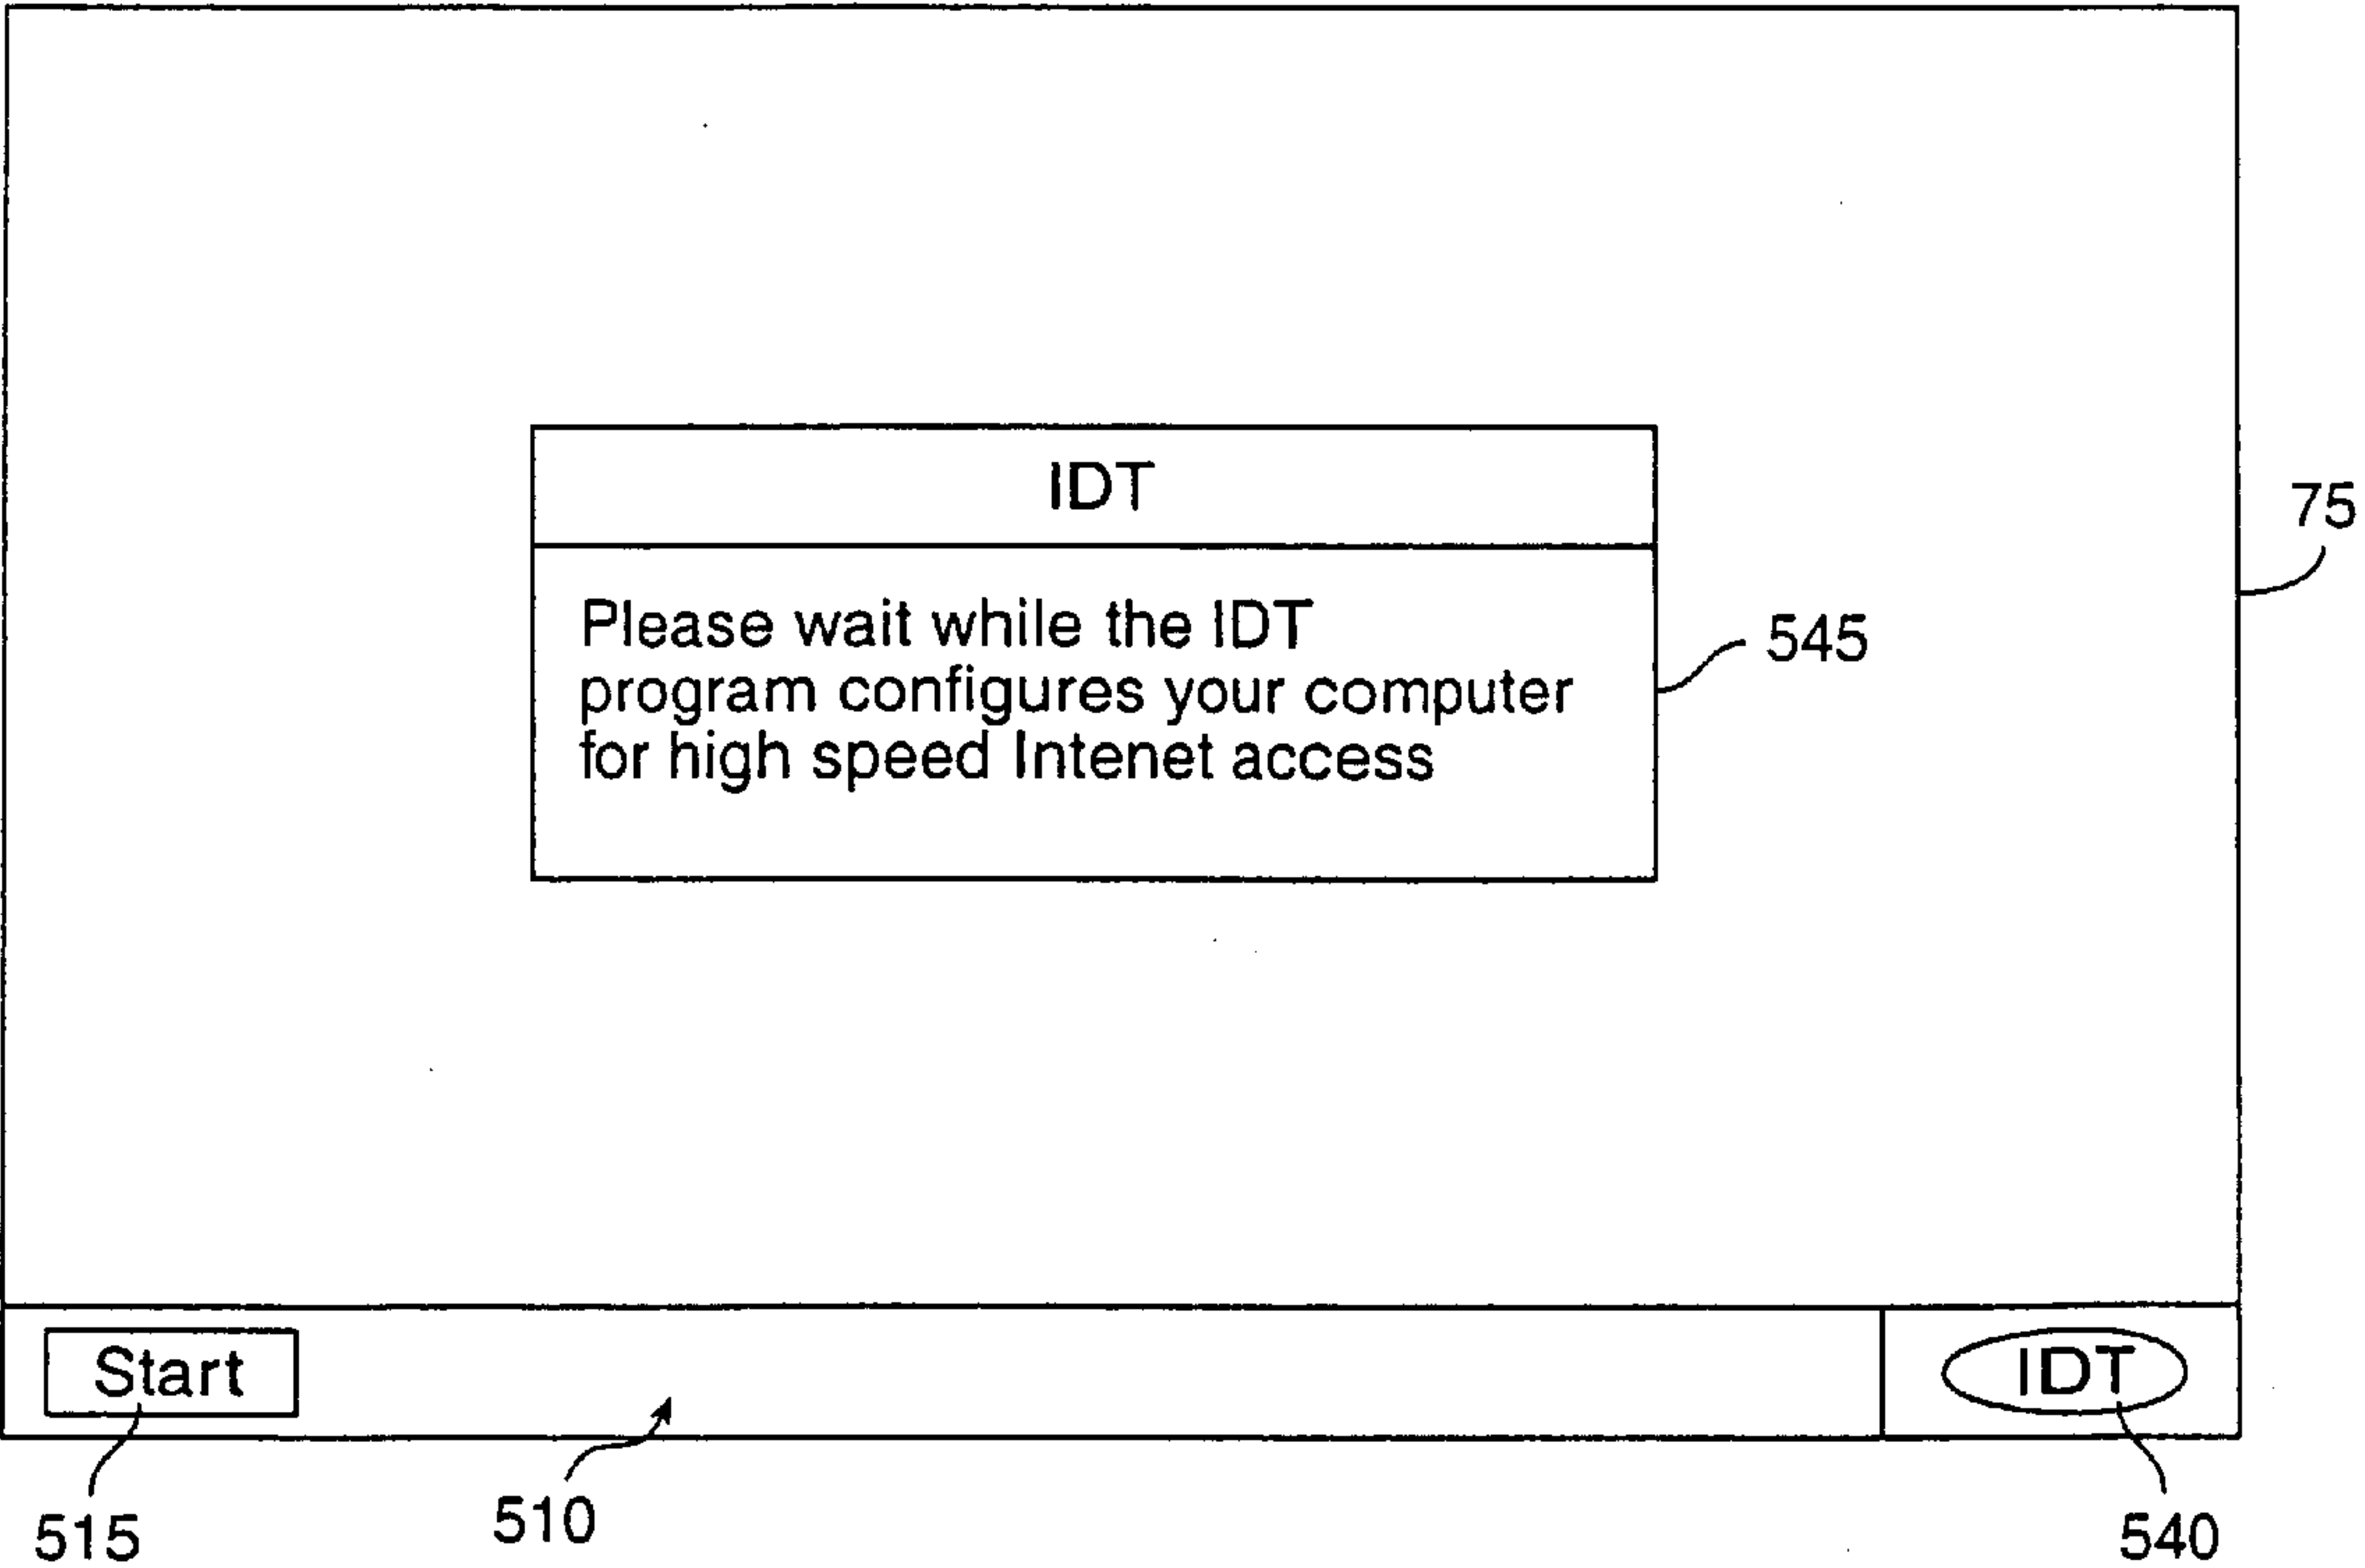 IDT
Please wait while the IDT
program configures your computer
for high speed Intenet access
75
545
Start
IDT
515
510
540